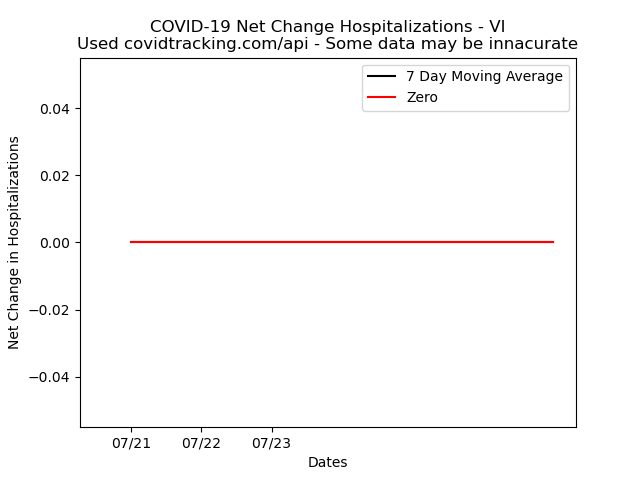 COVID-19 Net Change Hospitalizations - VI
Used covidtracking.com/api - Some data may be innacurate
7 Day Moving Average
Zero
Net Change in Hospitalizations
0.04
0.02
0.00
−0.02
−0.04
07/21 07/22 07/23
Dates